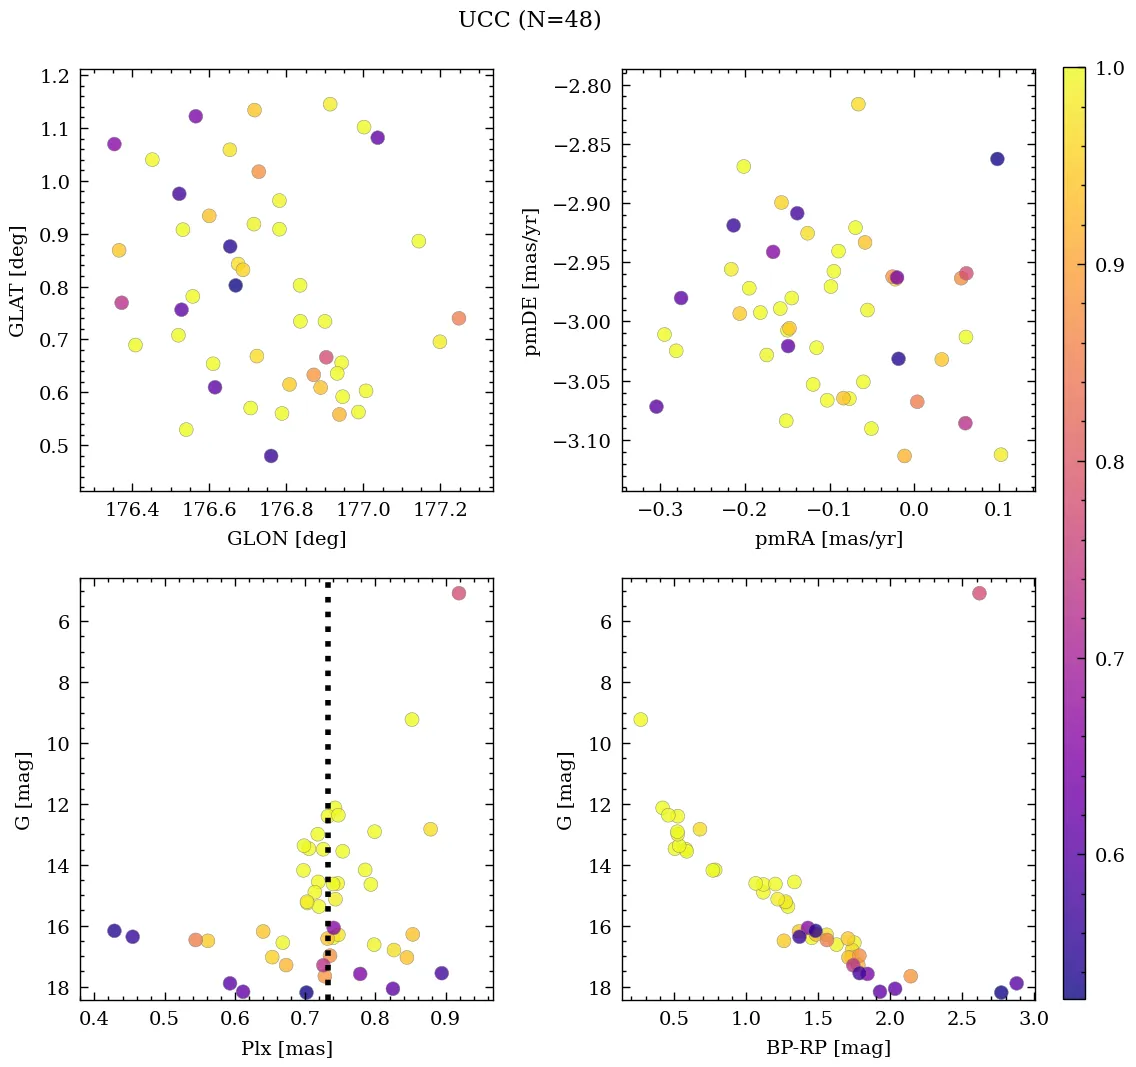 UCC (N=48)
1.2
1.1
1.0
0.9
0.8
0.7
0.6
0.5
GLAT [deg]
176.4 176.6 176.8 177.0 177.2
GLON [deg]
−2.80
−2.85
−2.90
−2.95
−3.00
−3.05
−3.10
pmDE [mas/yr]
−0.3 −0.2 −0.1 0.0 0.1
pmRA [mas/yr]
6
8
10
12
14
16
18
G [mag]
0.4 0.5 0.6 0.7 0.8 0.9
Plx [mas]
6
8
10
12
14
16
18
G [mag]
0.5 1.0 1.5 2.0 2.5 3.0
BP-RP [mag]
1.0
0.9
0.8
0.7
0.6